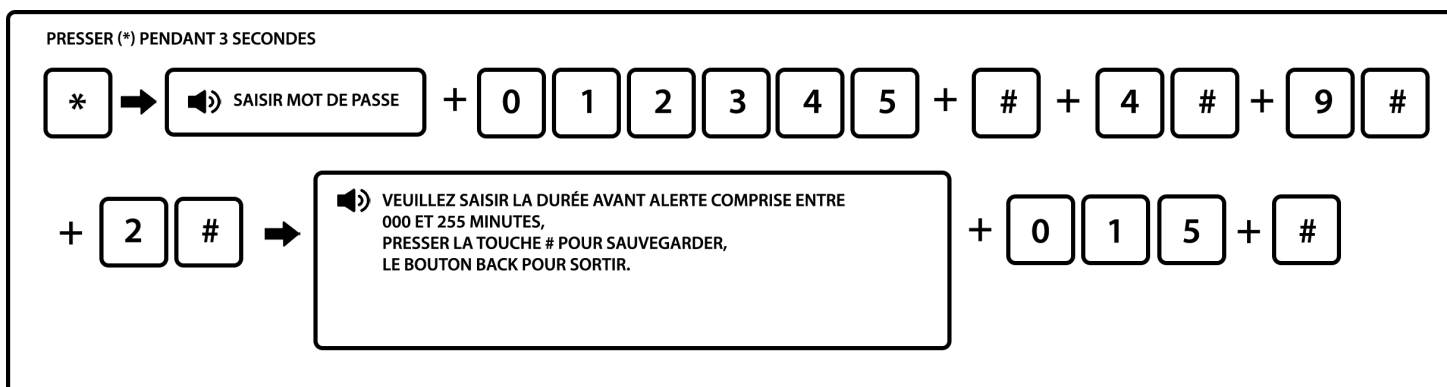 PRESSER (*) PENDANT 3 SECONDES
* SAISIR MOT DE PASSE + 0 1 2 3 4 5 + # + 4 # + 9 #
+ 2 # VEUILLEZ SAISIR LA DURÉE AVANT ALERTE COMPRISE ENTRE
000 ET 255 MINUTES,
PRESSER LA TOUCHE # POUR SAUVEGARDER,
LE BOUTON BACK POUR SORTIR.
+ 0 1 5 + #